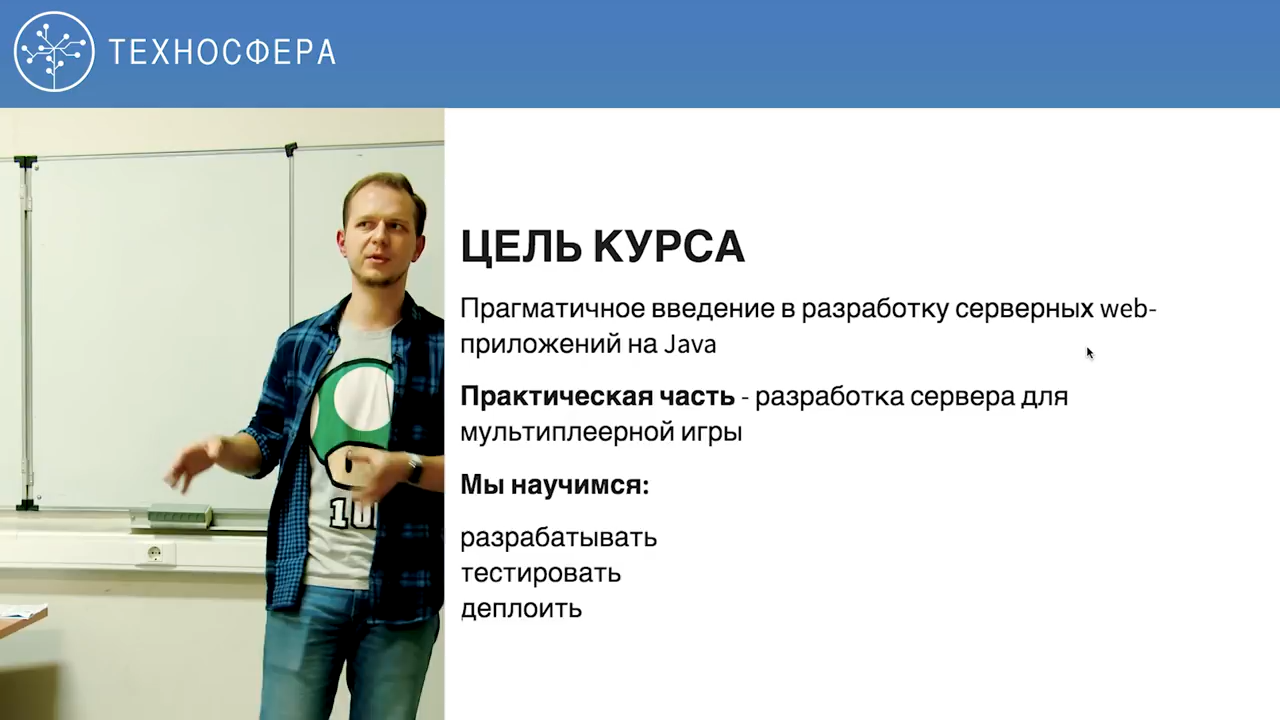 ТЕХНОСФЕРА
ЦЕЛЬ КУРСА
Прагматичное введение в разработку серверных web-
приложений на Java
Практическая часть - разработка сервера для
мультиплеерной игры
Мы научимся:
разрабатывать
тестировать
деплоить